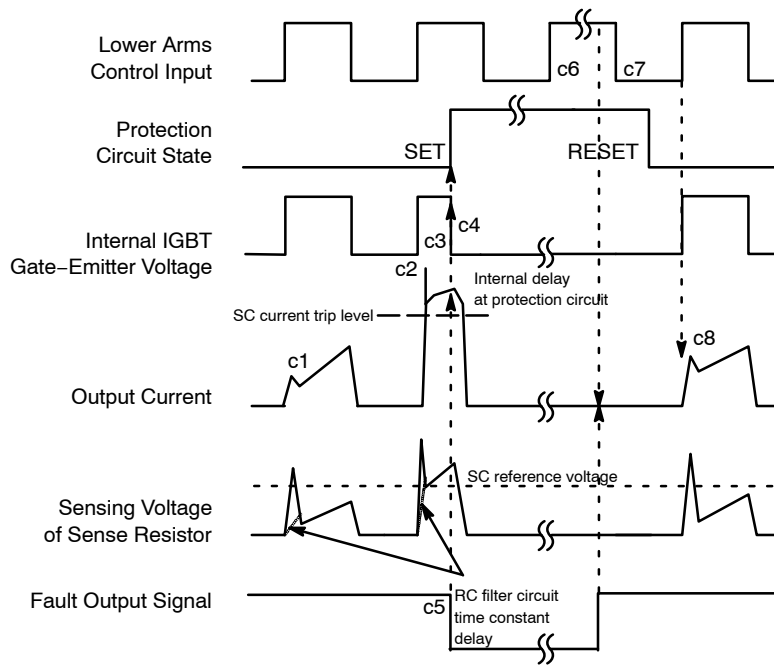 Lower Arms
Control Input
c6
c7
Protection
Circuit State
SET
RESET
Internal IGBT
Gate−Emitter Voltage
c3
c4
c2
Internal delay
at protection circuit
SC current trip level
c1
c8
Output Current
SC reference voltage
Sensing Voltage
of Sense Resistor
Fault Output Signal
c5
RC filter circuit
time constant
delay